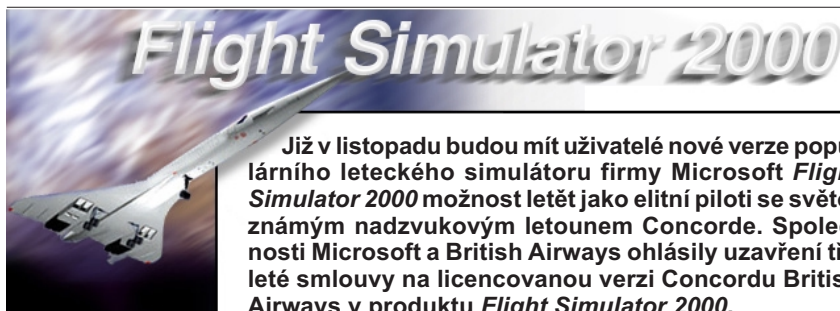 Flight Simulator 2000
Již v listopadu budou mít uživatelé nové verze popu
lárního leteckého simulátoru firmy Microsoft Fligh
Simulator 2000 možnost letět jako elitní piloti se světo
známým nadzvukovým letounem Concorde. Společ
nosti Microsoft a British Airways ohlásily uzavření tř
leté smlouvy na licencovanou verzi Concordu Britis
Airways v produktu Flight Simulator 2000.